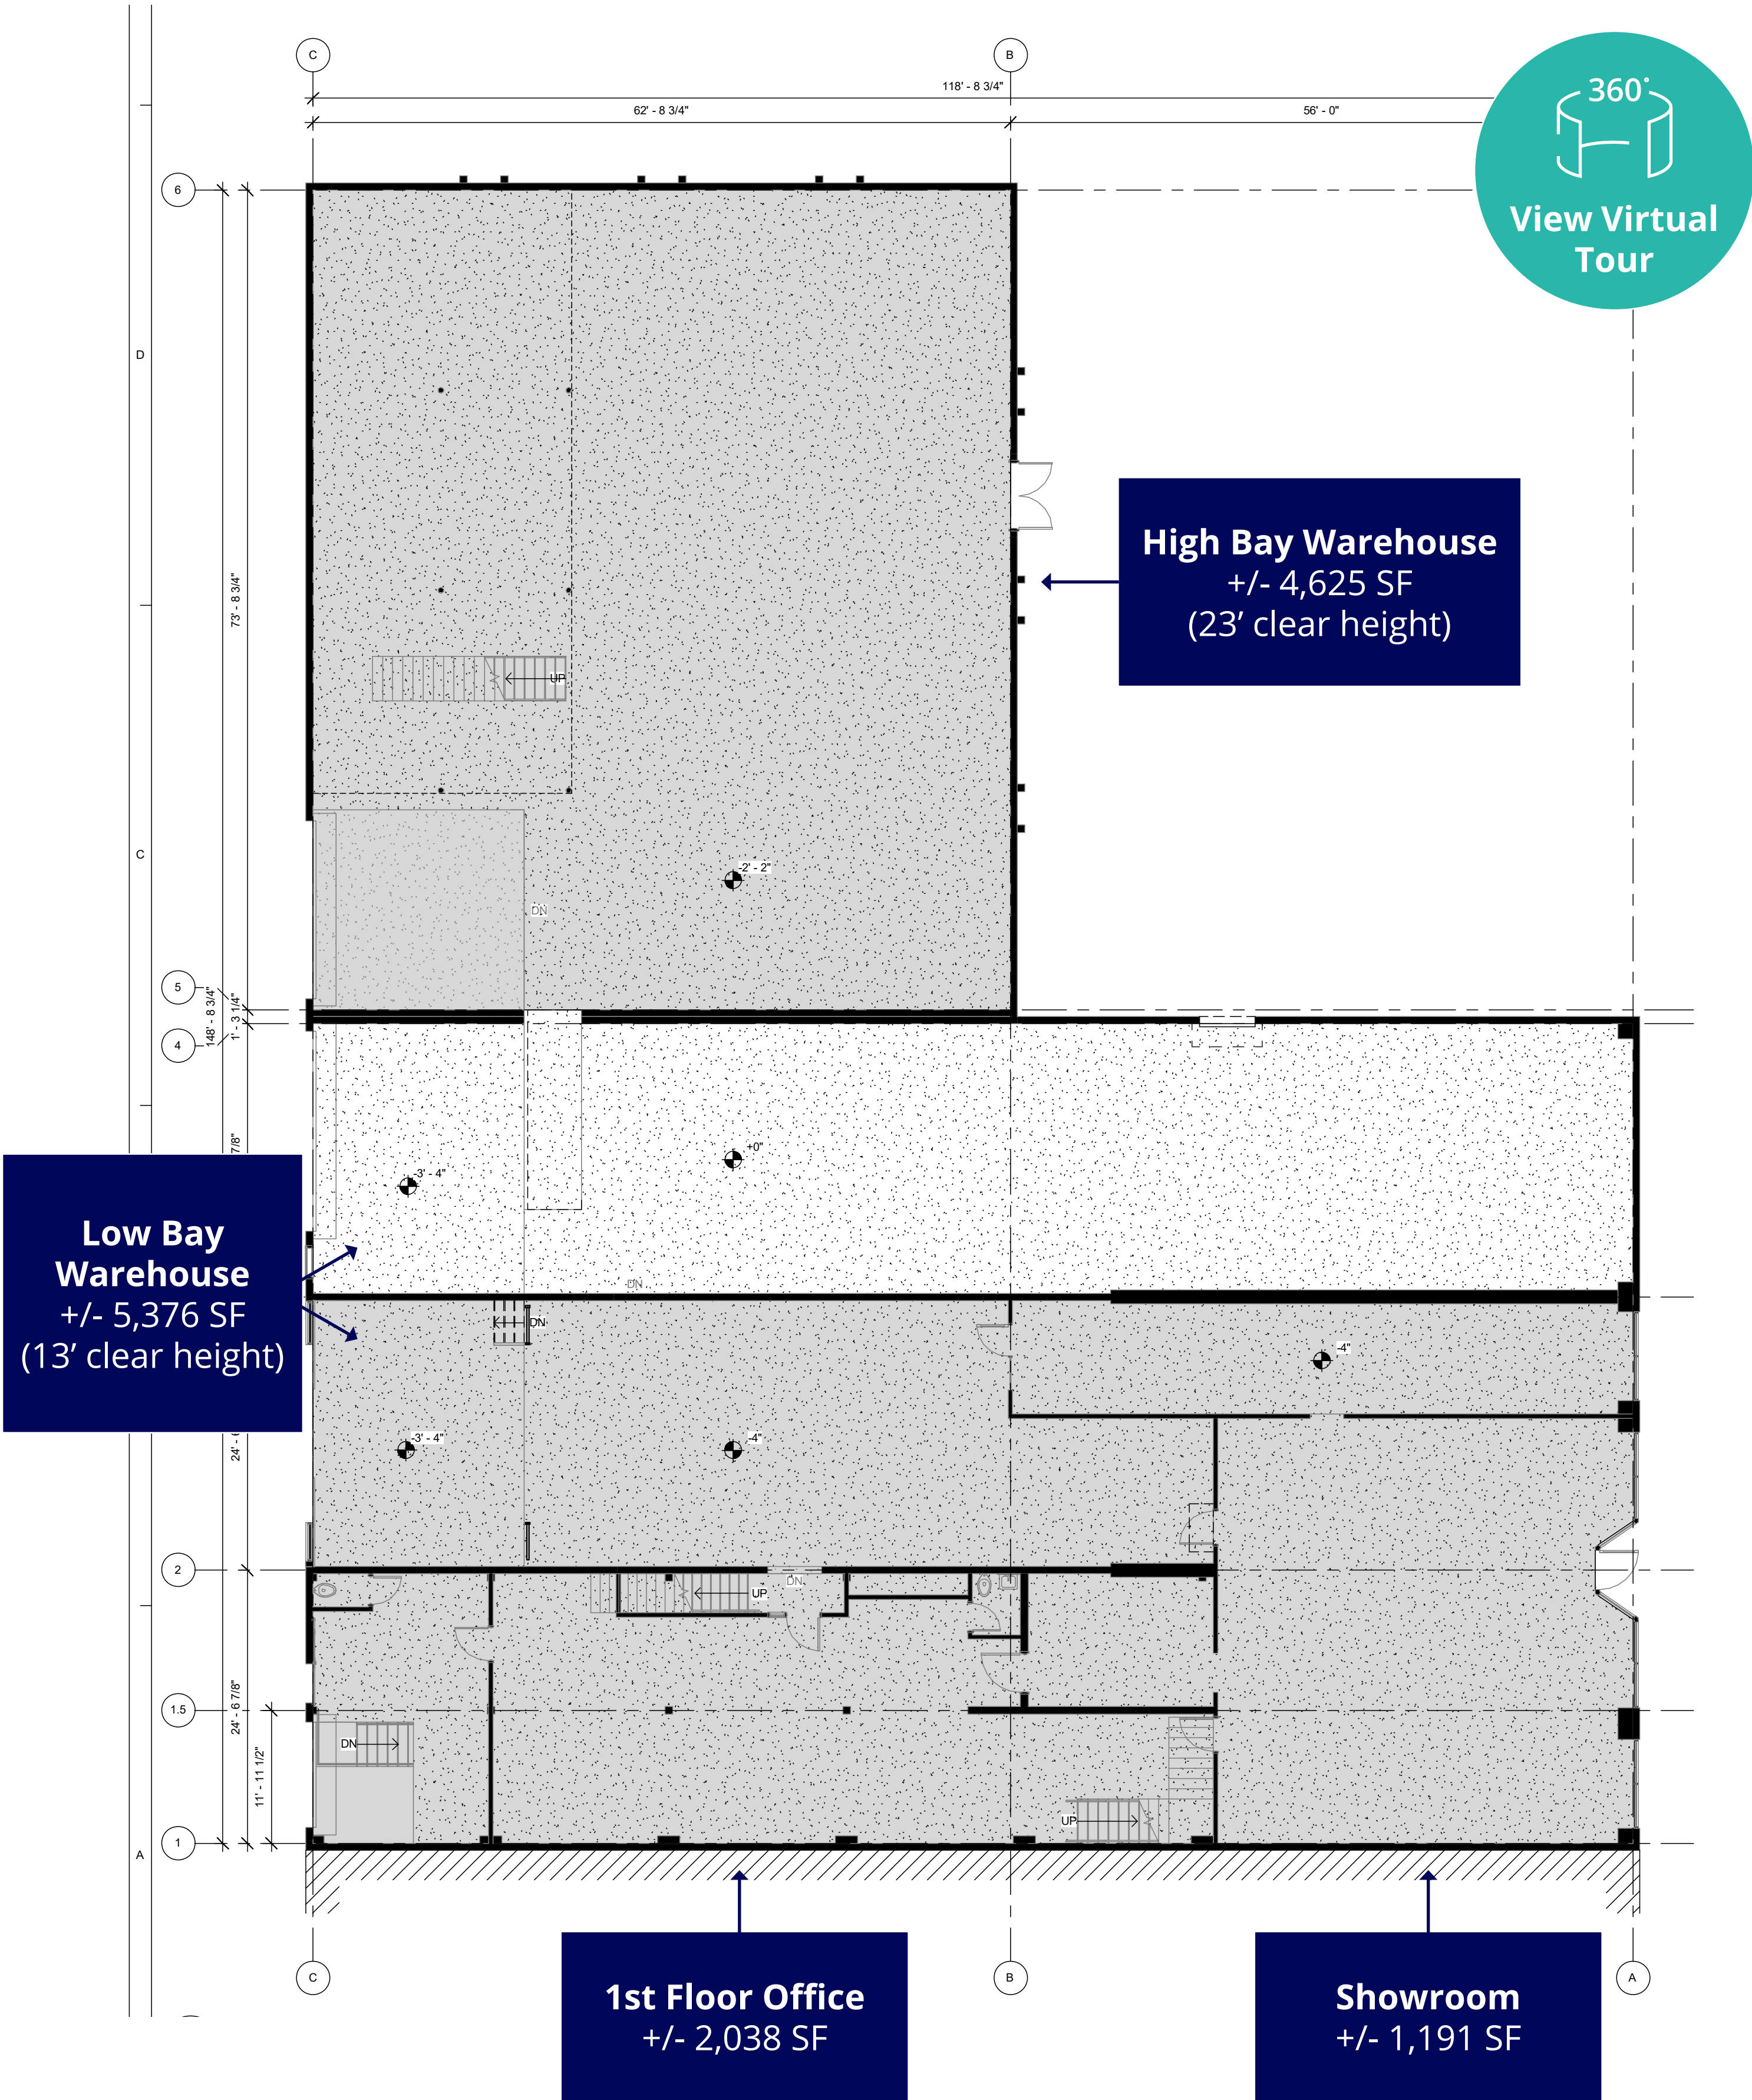 C
B
118' - 8 3/4"
62' - 8 3/4"
56' - 0"
360°
View Virtual
Tour
6
D
73' - 8 3/4"
High Bay Warehouse
+/- 4,625 SF
(23’ clear height)
UP
C
-2' - 2"
DN
5
148' - 8 3/4"
1' - 3 1/4"
4
7/8"
+0"
-3' - 4"
Low Bay
Warehouse
+/- 5,376 SF
(13’ clear height)
DN
DN
-4"
-3' - 4"
-4"
24' - 6
2
UP
DN
24' - 6 7/8"
1.5
DN
11' - 11 1/2"
UP
1
A
C
B
A
1st Floor Office
+/- 2,038 SF
Showroom
+/- 1,191 SF